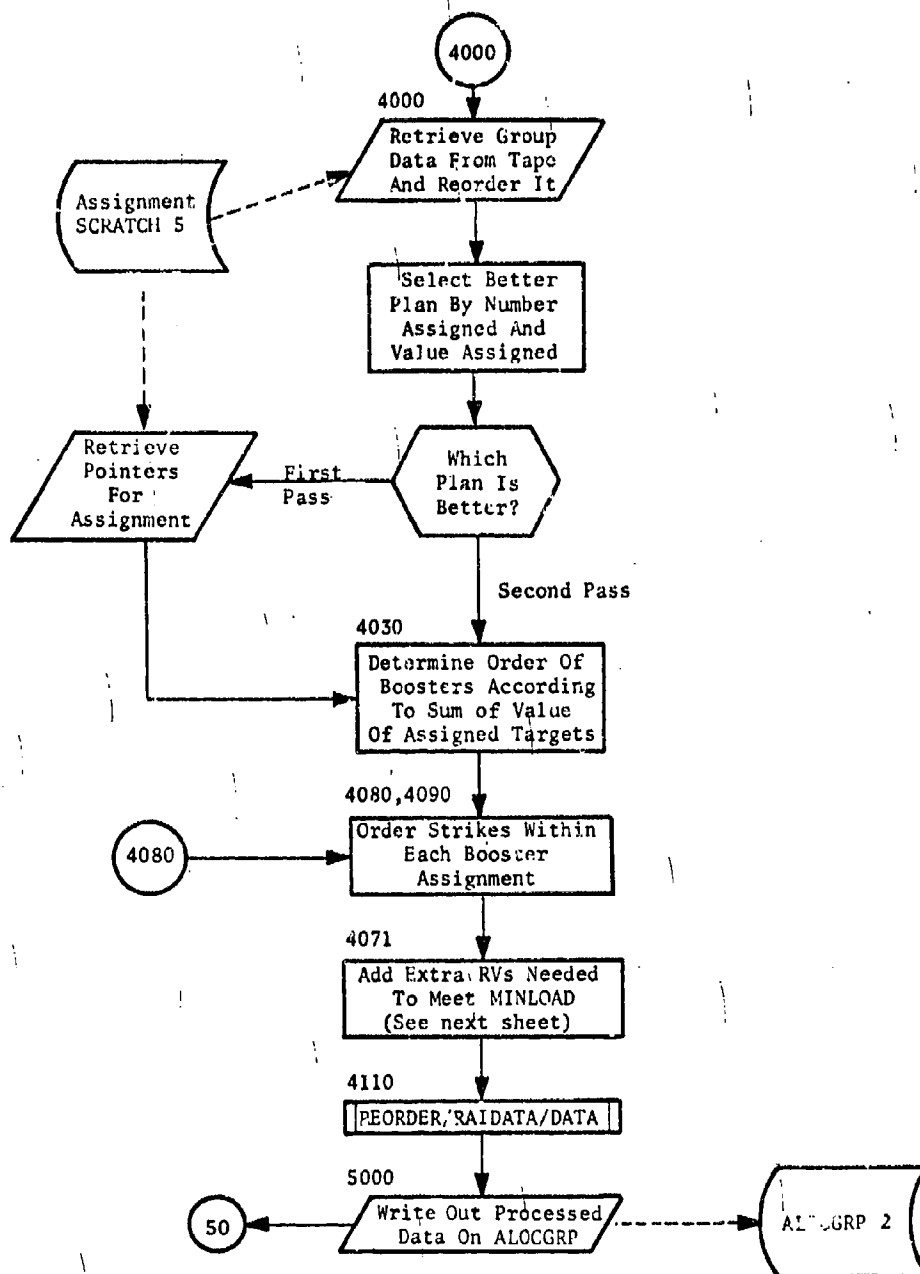 4000
4000
Retrieve Group
Data From Tape
And Reorder It
Assignment
SCRATCH 5
Select Better
Plan By Number
Assigned And
Value Assigned
Retrieve
Pointers
For
Assignment
First
Pass
Which
Plan Is
Better?
Second Pass
4030
Determine Order Of
Boosters According
To Sum of Value
Of Assigned Targets
4080,4090
4080
Order Strikes Within
Each Booster
Assignment
4071
Add Extra RVs Needed
To Meet MINLOAD
(See next sheet)
4110
REORDER/RAIDATA/DATA
5000
50
Write Out Processed
Data On ALOCGRP
2